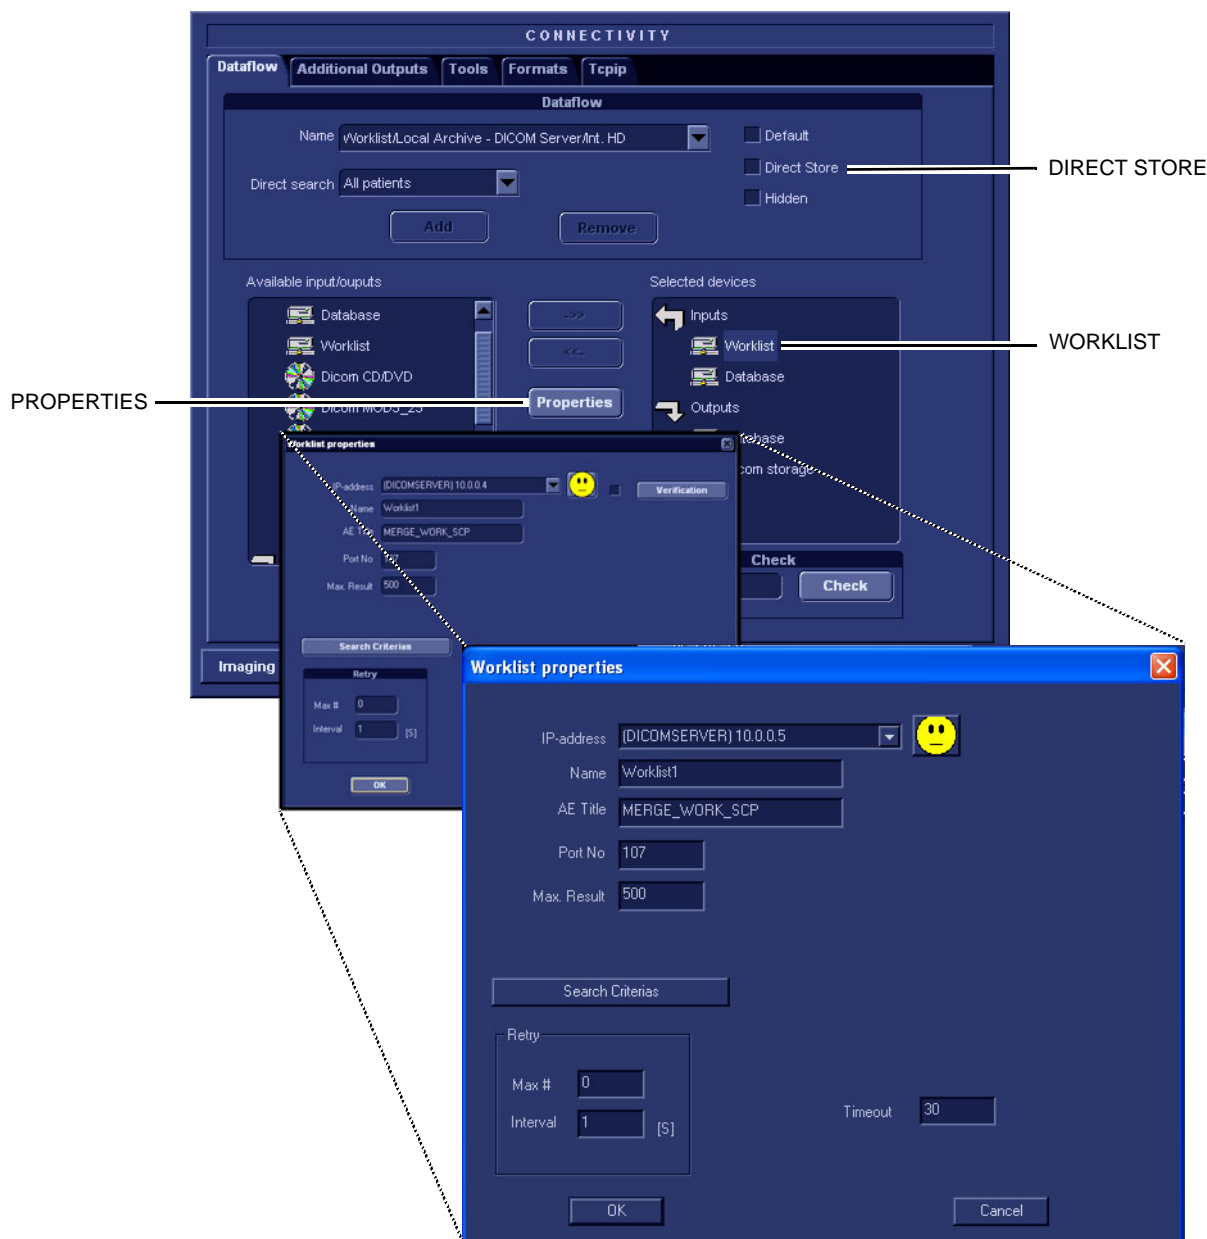 CONNECTIVITY
Dataflow Additional Outputs Tools Formats Tcpip
Dataflow
Name Worklist/Local Archive - DICOM Server/Int. HD
Default
Direct Store
DIRECT STORE
Direct search All patients
Hidden
Add Remove
Available input/ouputs
Selected devices
Database
->>
Inputs
Worklist
<<-
Worklist
WORKLIST
Dicom CD/DVD
Database
PROPERTIES
Properties
Outputs
Worklist properties
IP-address (DICOMSERVER) 10.0.0.4
Verification
Name Worklist1
AE Title MERGE_WORK_SCP
Port No 107
Max. Result 500
Check
Check
Search Criterias
Retry
Max # 0
Interval 1 [S]
OK
Imaging
Worklist properties
IP-address (DICOMSERVER) 10.0.0.5
Name Worklist1
AE Title MERGE_WORK_SCP
Port No 107
Max. Result 500
Search Criterias
Retry
Max # 0
Interval 1 [S]
Timeout 30
OK Cancel